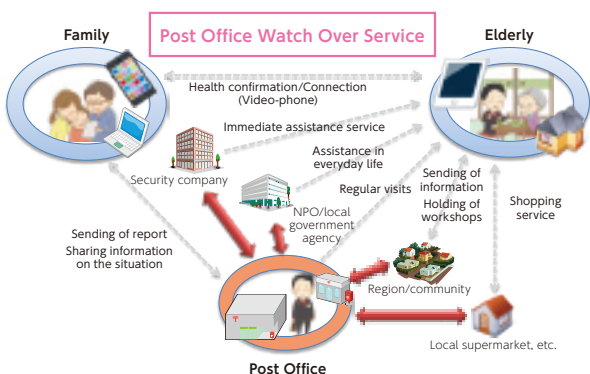 Post Office Watch Over Service
Family
Elderly
Health confirmation/Connection
(Video-phone)
Immediate assistance service
Assistance in
everyday life
Security company
Regular visits
Sending of
information
Holding of
workshops
Shopping
service
NPO/local
government
agency
Sending of report
Sharing information
on the situation
Region/community
Local supermarket, etc.
Post Office